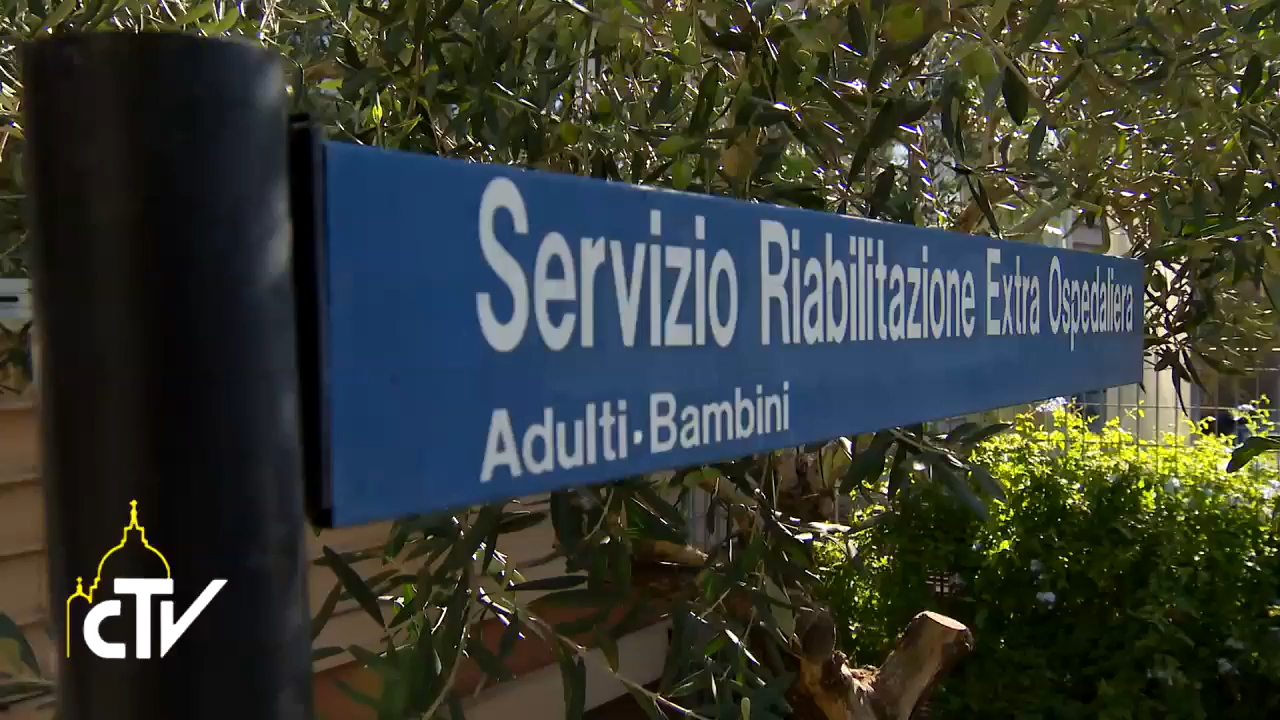 Servizio Riabilitazione Extra Ospedaliera
Adulti • Bambini
CTV